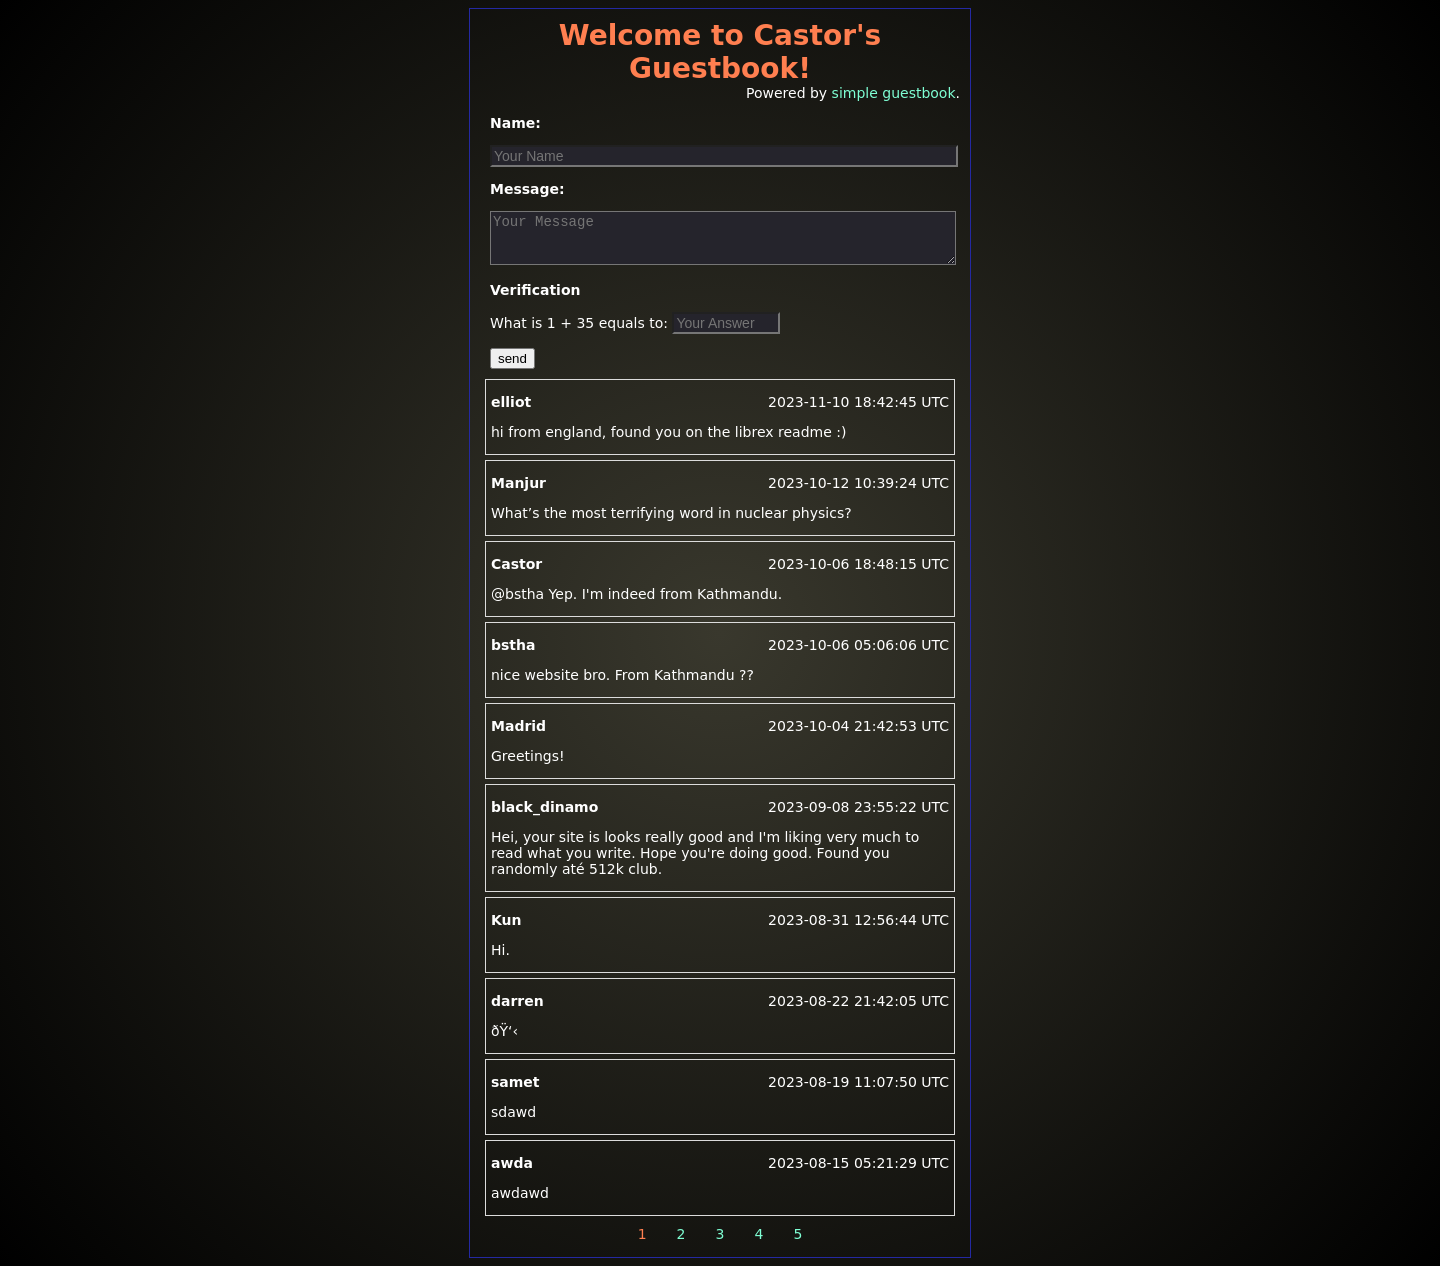 Welcome to Castor's
Guestbook!
Powered by simple guestbook.
Name:
Your Name
Message:
Your Message
Verification
What is 1 + 35 equals to: Your Answer
send
elliot 2023-11-10 18:42:45 UTC
hi from england, found you on the librex readme :)
Manjur 2023-10-12 10:39:24 UTC
What’s the most terrifying word in nuclear physics?
Castor 2023-10-06 18:48:15 UTC
@bstha Yep. I'm indeed from Kathmandu.
bstha 2023-10-06 05:06:06 UTC
nice website bro. From Kathmandu ??
Madrid 2023-10-04 21:42:53 UTC
Greetings!
black_dinamo 2023-09-08 23:55:22 UTC
Hei, your site is looks really good and I'm liking very much to
read what you write. Hope you're doing good. Found you
randomly até 512k club.
Kun 2023-08-31 12:56:44 UTC
Hi.
darren 2023-08-22 21:42:05 UTC
ðŸ‘‹
samet 2023-08-19 11:07:50 UTC
sdawd
awda 2023-08-15 05:21:29 UTC
awdawd
1 2 3 4 5